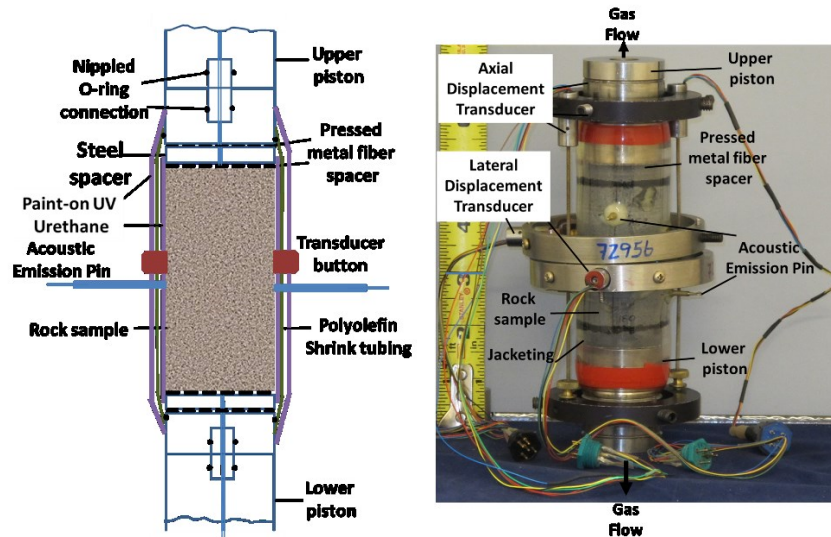 Nippled
O-ring
connection
Upper
piston
Steel
spacer
Pressed
metal fiber
spacer
Paint-on UV
Urethane
Acoustic
Emission Pin
Transducer
button
Rock sample
Polyolefin
Shrink tubing
Lower
piston
Gas
Flow
Axial
Displacement
Transducer
Upper
piston
Pressed
metal fiber
spacer
Lateral
Displacement
Transducer
72956
Acoustic
Emission Pin
Rock
sample
Jacketing
Lower
piston
Gas
Flow